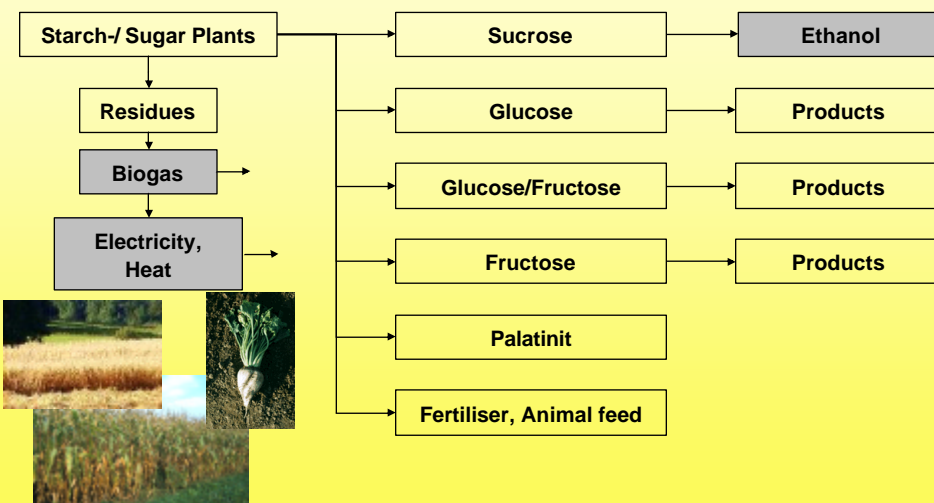 Starch-/ Sugar Plants
Sucrose
Ethanol
Residues
Glucose
Products
Biogas
Glucose/Fructose
Products
Electricity,
Heat
Fructose
Products
Palatinit
Fertiliser, Animal feed